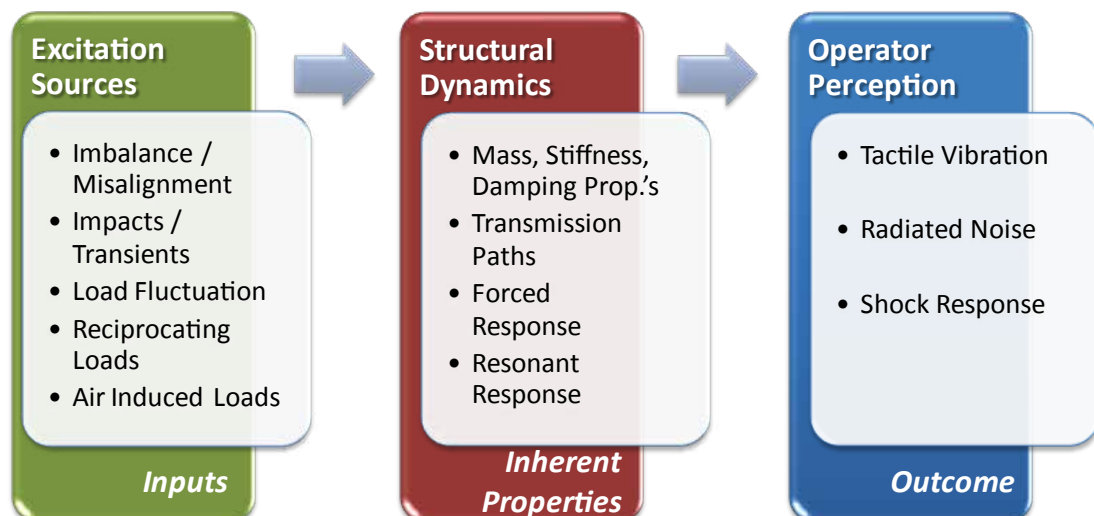 Excitation
Sources
• Imbalance /
Misalignment
• Impacts /
Transients
• Load Fluctuation
• Reciprocating
Loads
• Air Induced Loads
Inputs
Structural
Dynamics
• Mass, Stiffness,
Damping Prop.'s
• Transmission
Paths
• Forced
Response
• Resonant
Response
Inherent
Properties
Operator
Perception
• Tactile Vibration
• Radiated Noise
• Shock Response
Outcome